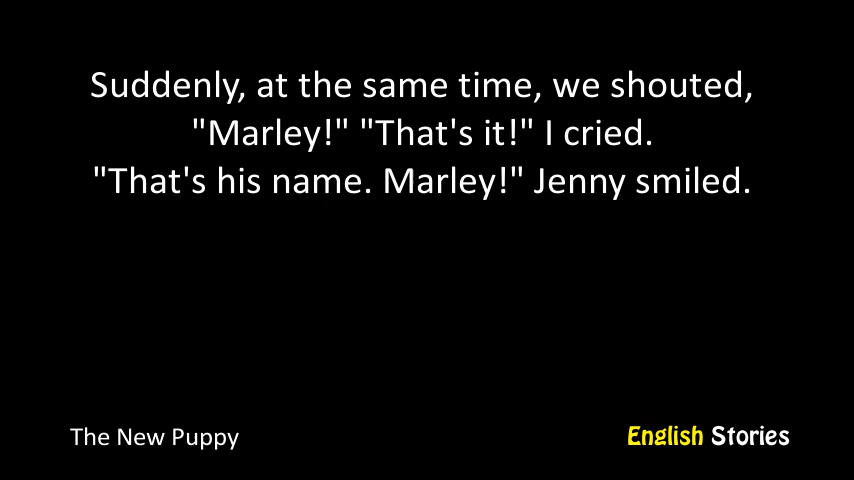 Suddenly, at the same time, we shouted,
"Marley!" "That's it!" I cried.
"That's his name. Marley!" Jenny smiled.
The New Puppy
English Stories